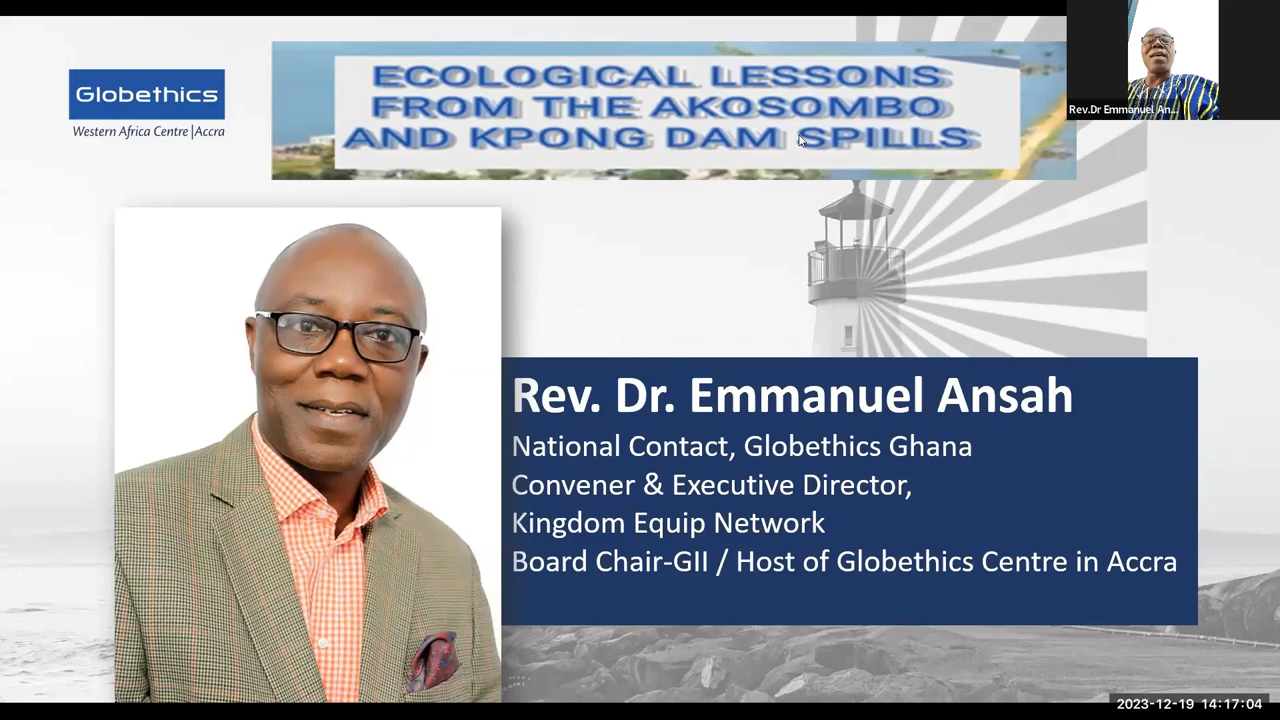 Globethics
Western Africa Centre|Accra
ECOLOGICAL LESSONS
FROM THE AKOSOMBO
AND KPONG DAM SPILLS
Rev.Dr Emmanuel An...
Rev. Dr. Emmanuel Ansah
National Contact, Globethics Ghana
Convener & Executive Director,
Kingdom Equip Network
Board Chair-GII / Host of Globethics Centre in Accra
2023-12-19 14:17:04